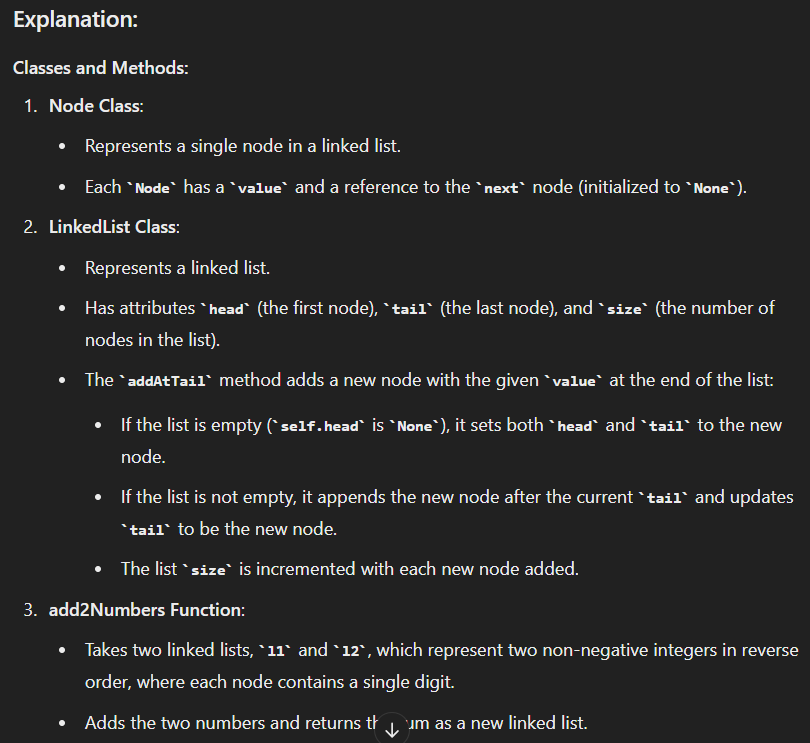 Explanation:
Classes and Methods:
1. Node Class:
• Represents a single node in a linked list.
• Each `Node` has a `value` and a reference to the `next` node (initialized to `None`).
2. LinkedList Class:
• Represents a linked list.
• Has attributes `head` (the first node), `tail` (the last node), and `size` (the number of
nodes in the list).
• The `addAtTail` method adds a new node with the given `value` at the end of the list:
• If the list is empty (`self.head` is `None`), it sets both `head` and `tail` to the new
node.
• If the list is not empty, it appends the new node after the current `tail` and updates
`tail` to be the new node.
• The list `size` is incremented with each new node added.
3. add2Numbers Function:
• Takes two linked lists, `l1` and `l2`, which represent two non-negative integers in reverse
order, where each node contains a single digit.
• Adds the two numbers and returns as a new linked list.